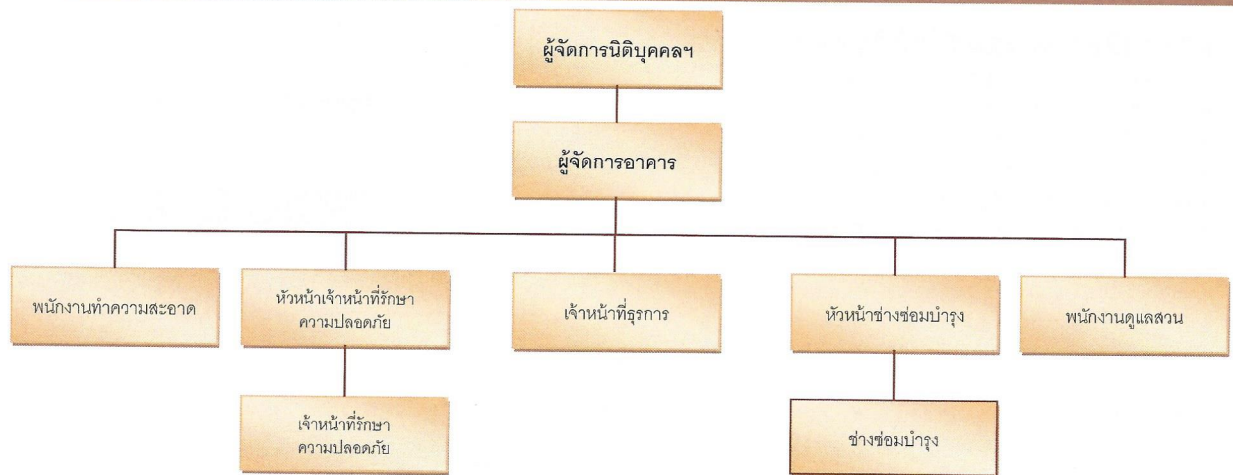 ผู้จัดการนิติบุคคลฯ
ผู้จัดการอาคาร
พนักงานทำความสะอาด
หัวหน้าเจ้าหน้าที่รักษา
ความปลอดภัย
เจ้าหน้าที่ธุรการ
หัวหน้าช่างซ่อมบำรุง
พนักงานดูแลสวน
เจ้าหน้าที่รักษา
ความปลอดภัย
ช่างซ่อมบำรุง